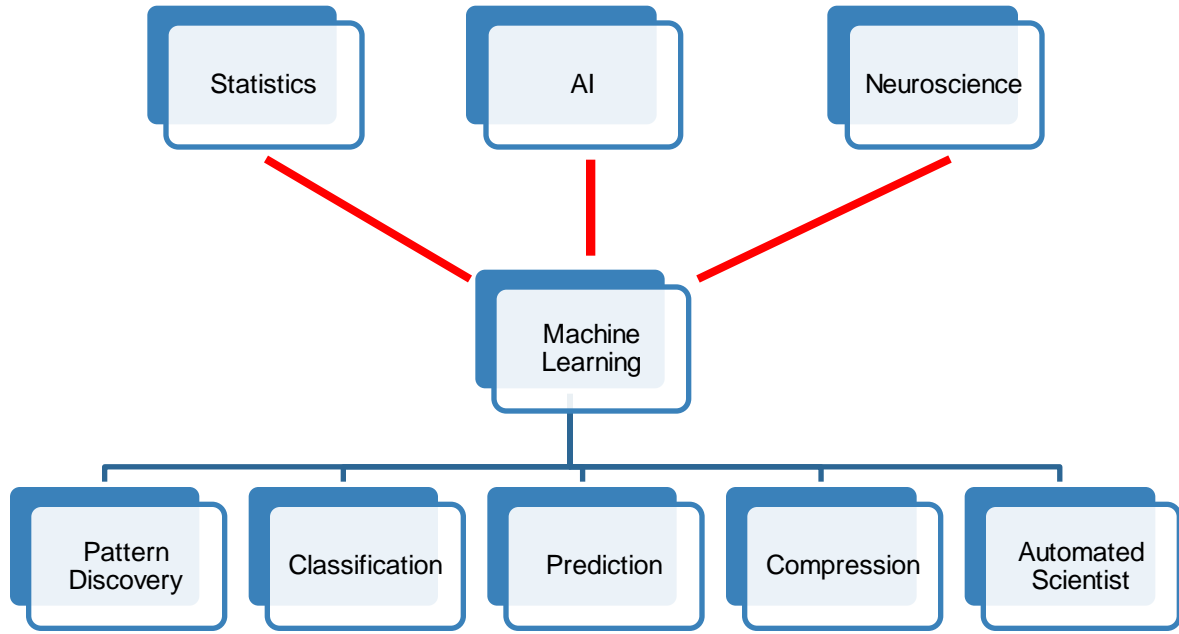 Statistics
AI
Neuroscience
Machine
Learning
Pattern
Discovery
Classification
Prediction
Compression
Automated
Scientist